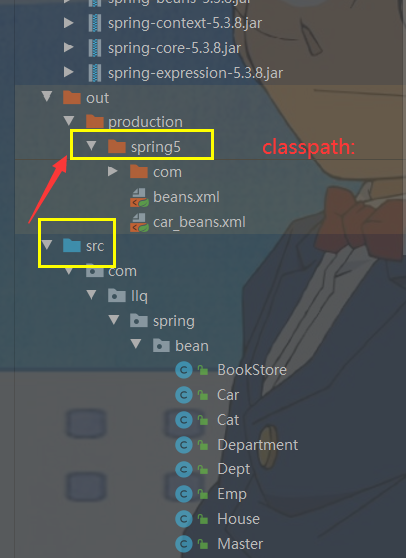 spring-beans-5.3.8.jar
spring-context-5.3.8.jar
spring-core-5.3.8.jar
spring-expression-5.3.8.jar
out
production
spring5
classpath:
com
beans.xml
car_beans.xml
src
com
llq
spring
bean
BookStore
Car
Cat
Department
Dept
Emp
House
Master